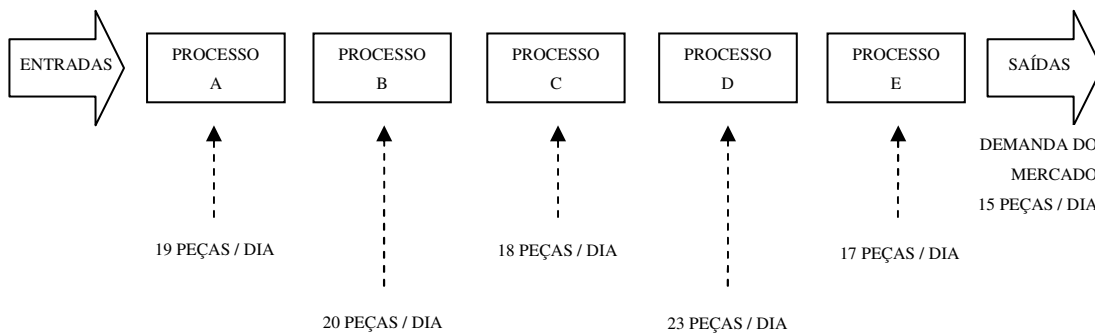 ENTRADAS
PROCESSO
A
PROCESSO
B
PROCESSO
C
PROCESSO
D
PROCESSO
E
SAÍDAS
DEMANDA DO
MERCADO
15 PEÇAS / DIA
19 PEÇAS / DIA
18 PEÇAS / DIA
17 PEÇAS / DIA
20 PEÇAS / DIA
23 PEÇAS / DIA